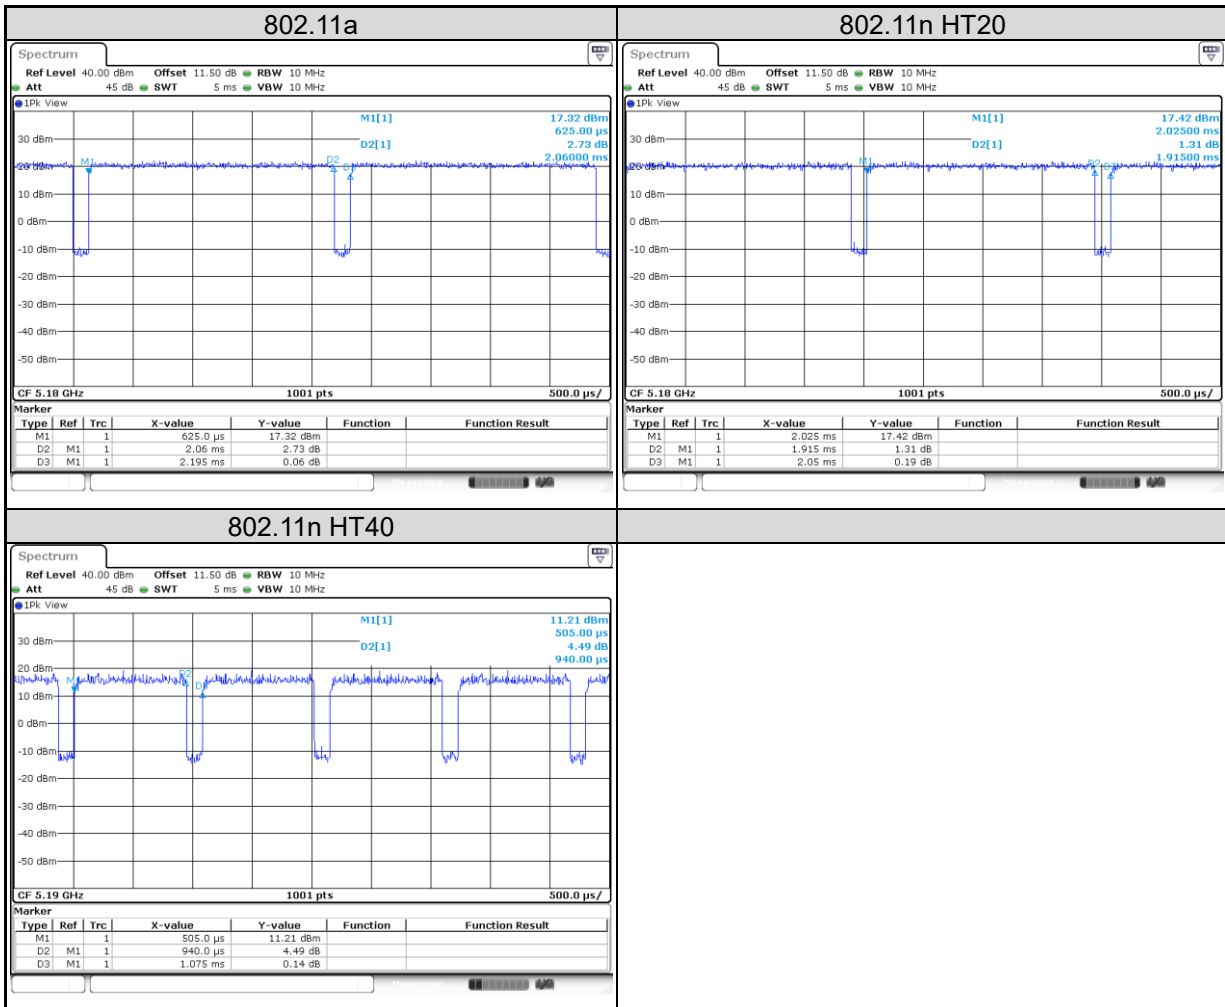 802.11a
Spectrum
Ref Level 40.00 dBm Offset 11.50 dB RBW 10 MHz
Att 45 dB SWT 5 ms VBW 10 MHz
1Pk View
M1[1] 17.32 dBm
625.00 µs
D2[1] 2.73 dB
2.06000 ms
30 dBm
20 dBm
M1
D2
D3
10 dBm
0 dBm
-10 dBm
-20 dBm
-30 dBm
-40 dBm
-50 dBm
CF 5.18 GHz 1001 pts 500.0 µs/
Marker
Type Ref Trc X-value Y-value Function Function Result
M1 1 625.0 µs 17.32 dBm
D2 M1 1 2.06 ms 2.73 dB
D3 M1 1 2.195 ms 0.06 dB
Measuring...
802.11n HT20
Spectrum
Ref Level 40.00 dBm Offset 11.50 dB RBW 10 MHz
Att 45 dB SWT 5 ms VBW 10 MHz
1Pk View
M1[1] 17.42 dBm
2.02500 ms
D2[1] 1.31 dB
1.91500 ms
30 dBm
20 dBm
M1
D2 D3
10 dBm
0 dBm
-10 dBm
-20 dBm
-30 dBm
-40 dBm
-50 dBm
CF 5.18 GHz 1001 pts 500.0 µs/
Marker
Type Ref Trc X-value Y-value Function Function Result
M1 1 2.025 ms 17.42 dBm
D2 M1 1 1.915 ms 1.31 dB
D3 M1 1 2.05 ms 0.19 dB
Measuring...
802.11n HT40
Spectrum
Ref Level 40.00 dBm Offset 11.50 dB RBW 10 MHz
Att 45 dB SWT 5 ms VBW 10 MHz
1Pk View
M1[1] 11.21 dBm
505.00 µs
D2[1] 4.49 dB
940.00 µs
30 dBm
20 dBm
M1
D2
D3
10 dBm
0 dBm
-10 dBm
-20 dBm
-30 dBm
-40 dBm
-50 dBm
CF 5.19 GHz 1001 pts 500.0 µs/
Marker
Type Ref Trc X-value Y-value Function Function Result
M1 1 505.0 µs 11.21 dBm
D2 M1 1 940.0 µs 4.49 dB
D3 M1 1 1.075 ms 0.14 dB
Measuring...